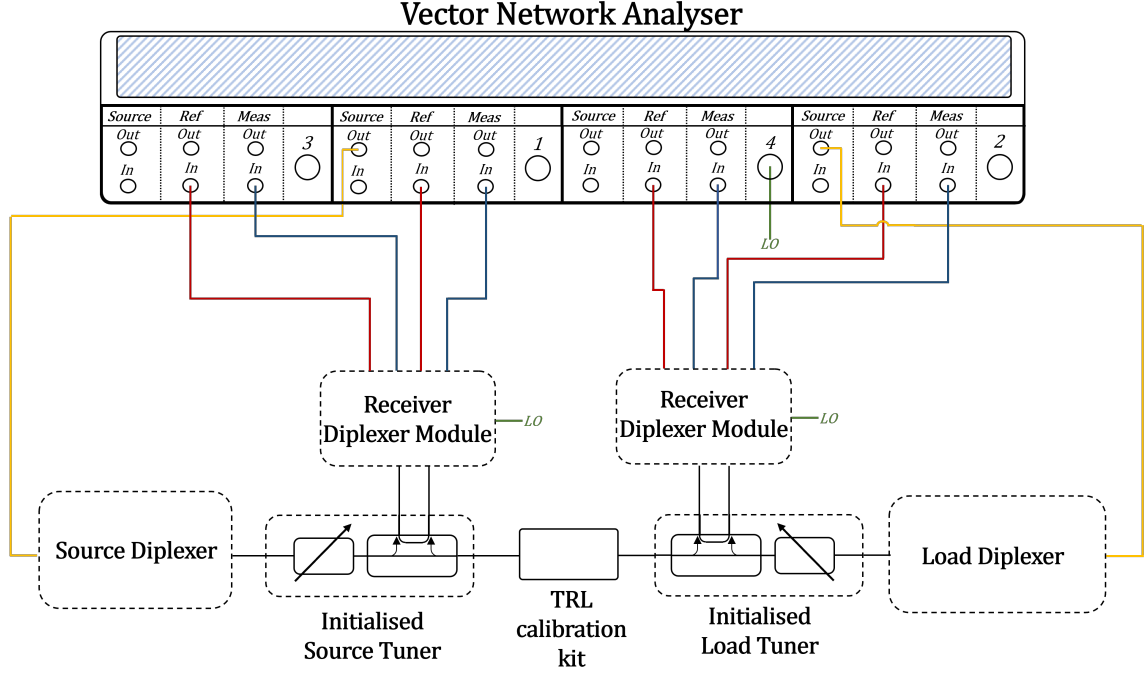 Vector Network Analyser
Source Ref Meas Source Ref Meas Source Ref Meas Source Ref Meas
Out Out Out 3 Out Out Out 1 Out Out Out 4 Out Out Out 2
In In In In In In In In In In In In
LO
Receiver
Diplexer Module
LO
Receiver
Diplexer Module
LO
Source Diplexer
Load Diplexer
Initialised
Source Tuner
TRL
calibration
kit
Initialised
Load Tuner